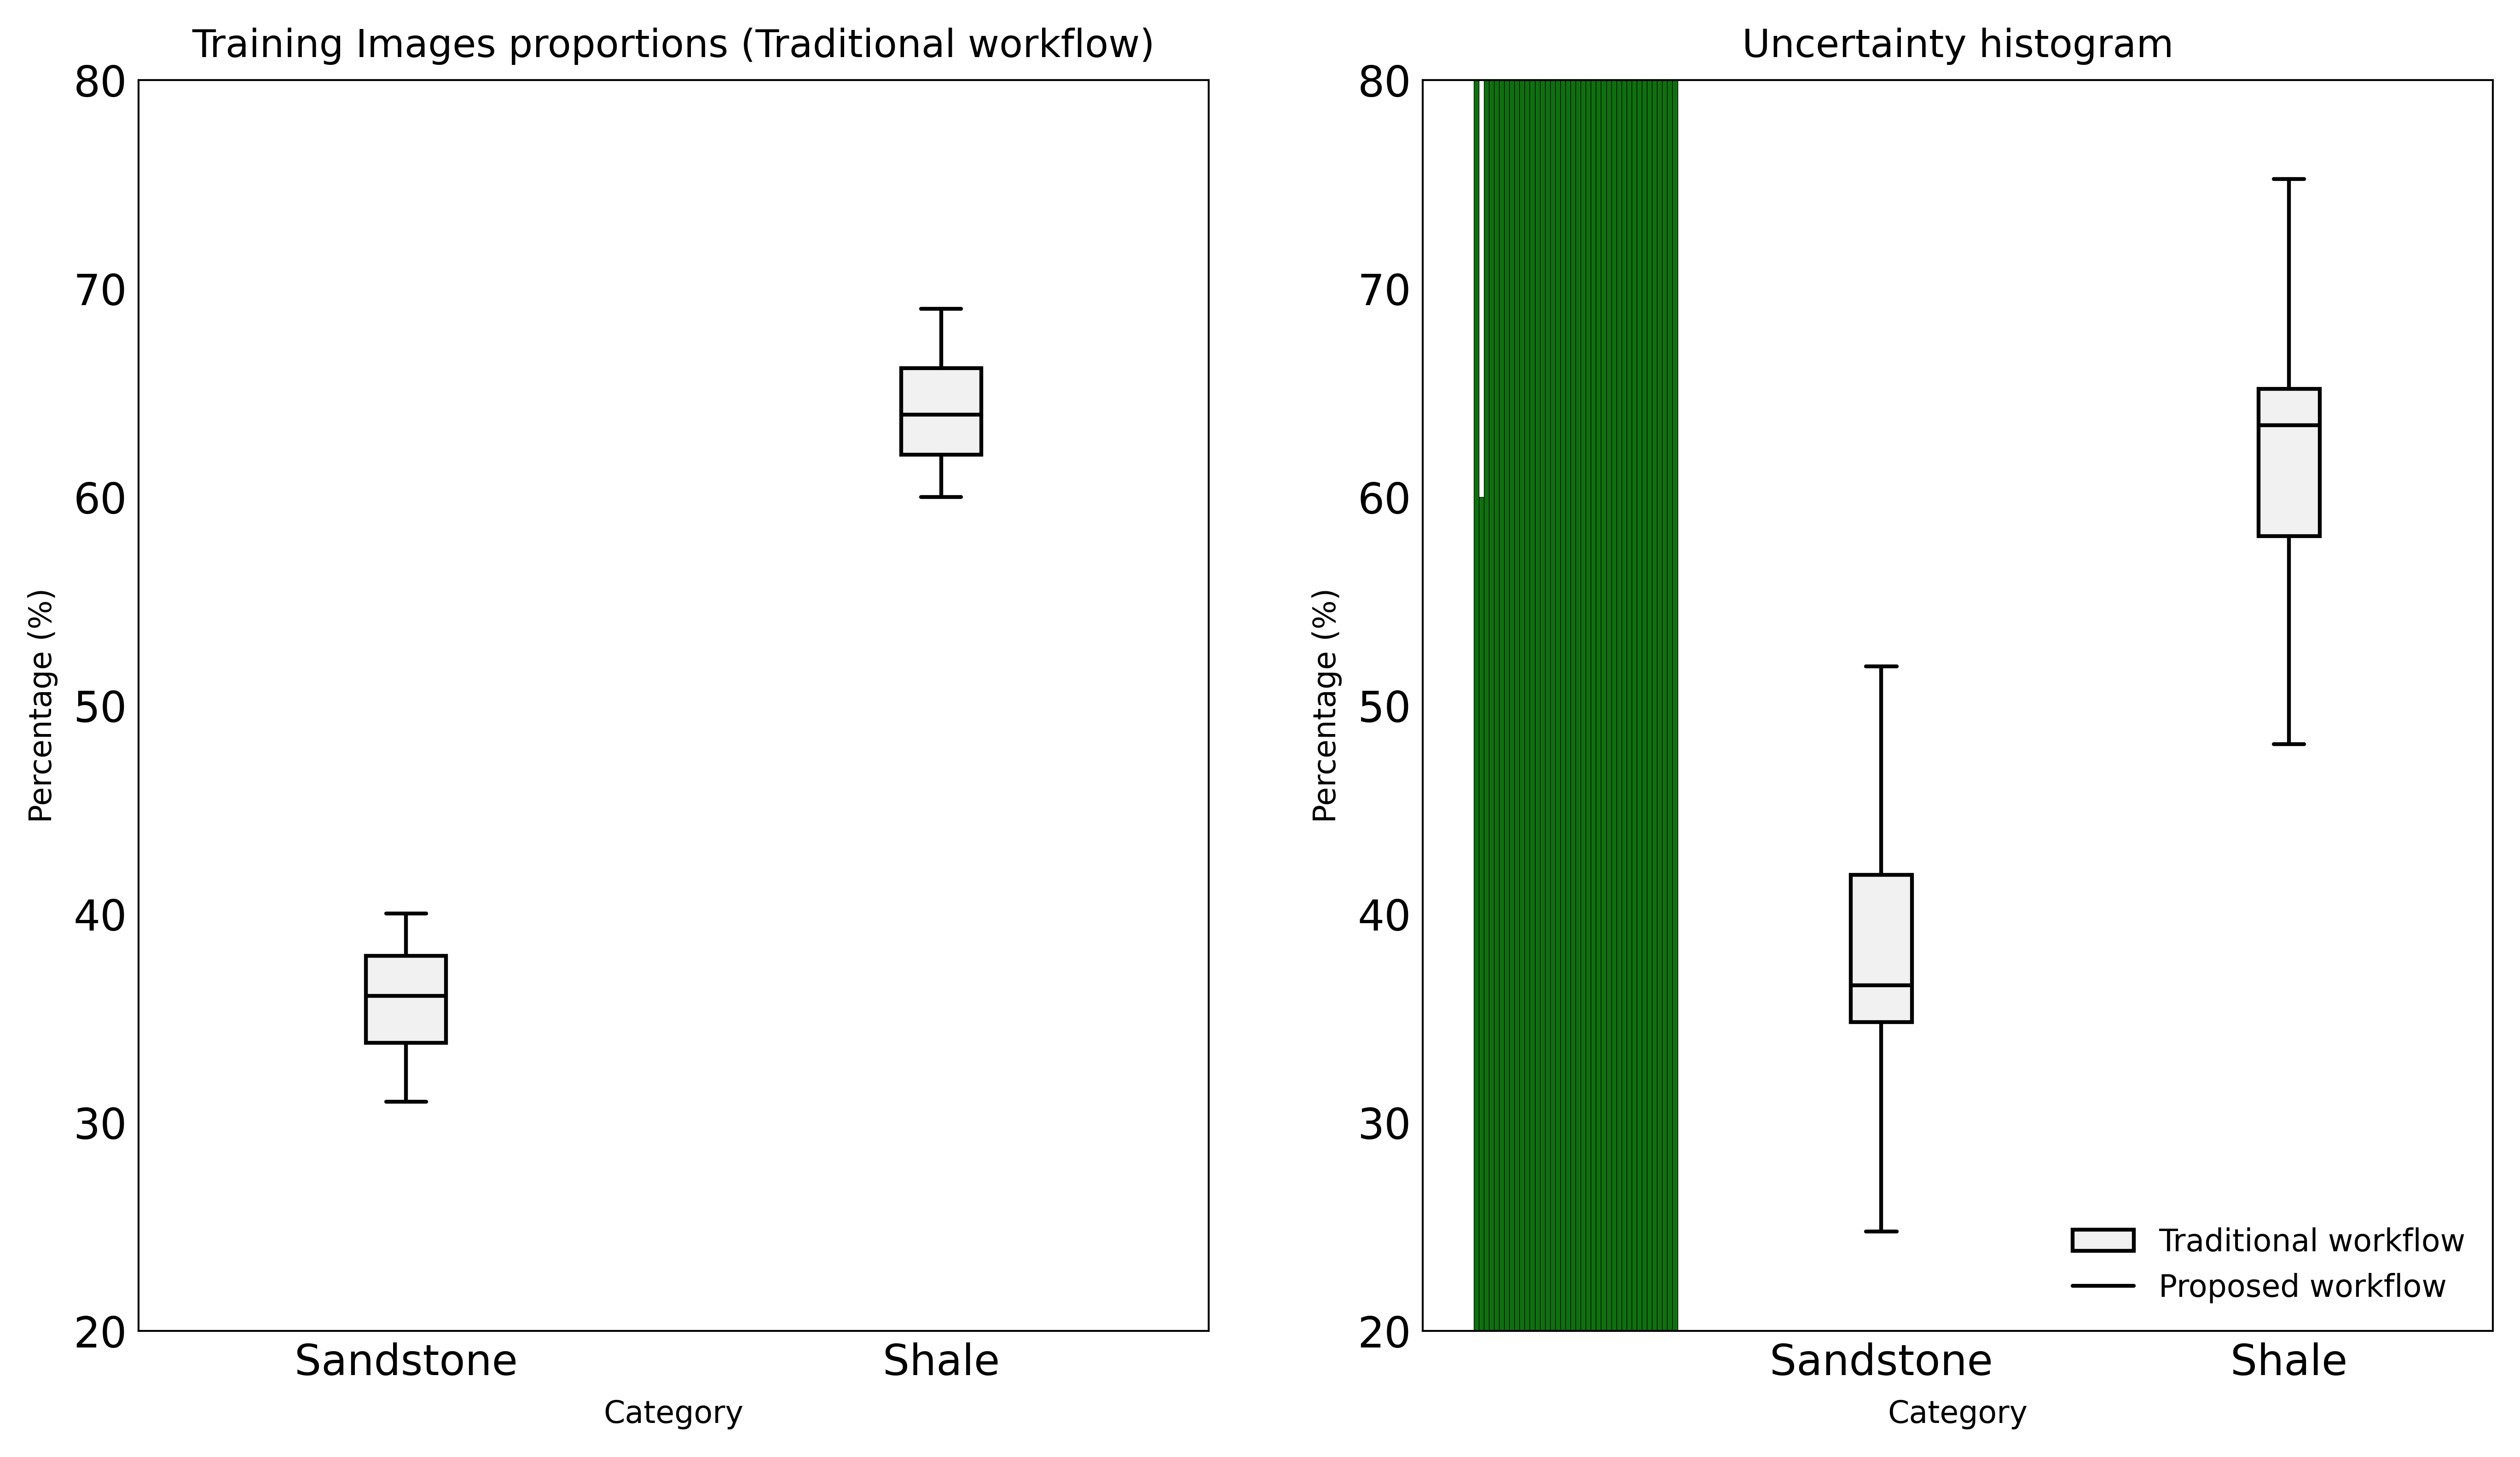 Training Images proportions (Traditional workflow)
80
70
60
50
40
30
20
Percentage (%)
Sandstone
Shale
Category
Uncertainty histogram
80
70
60
50
40
30
20
Percentage (%)
Traditional workflow
Proposed workflow
Sandstone
Shale
Category